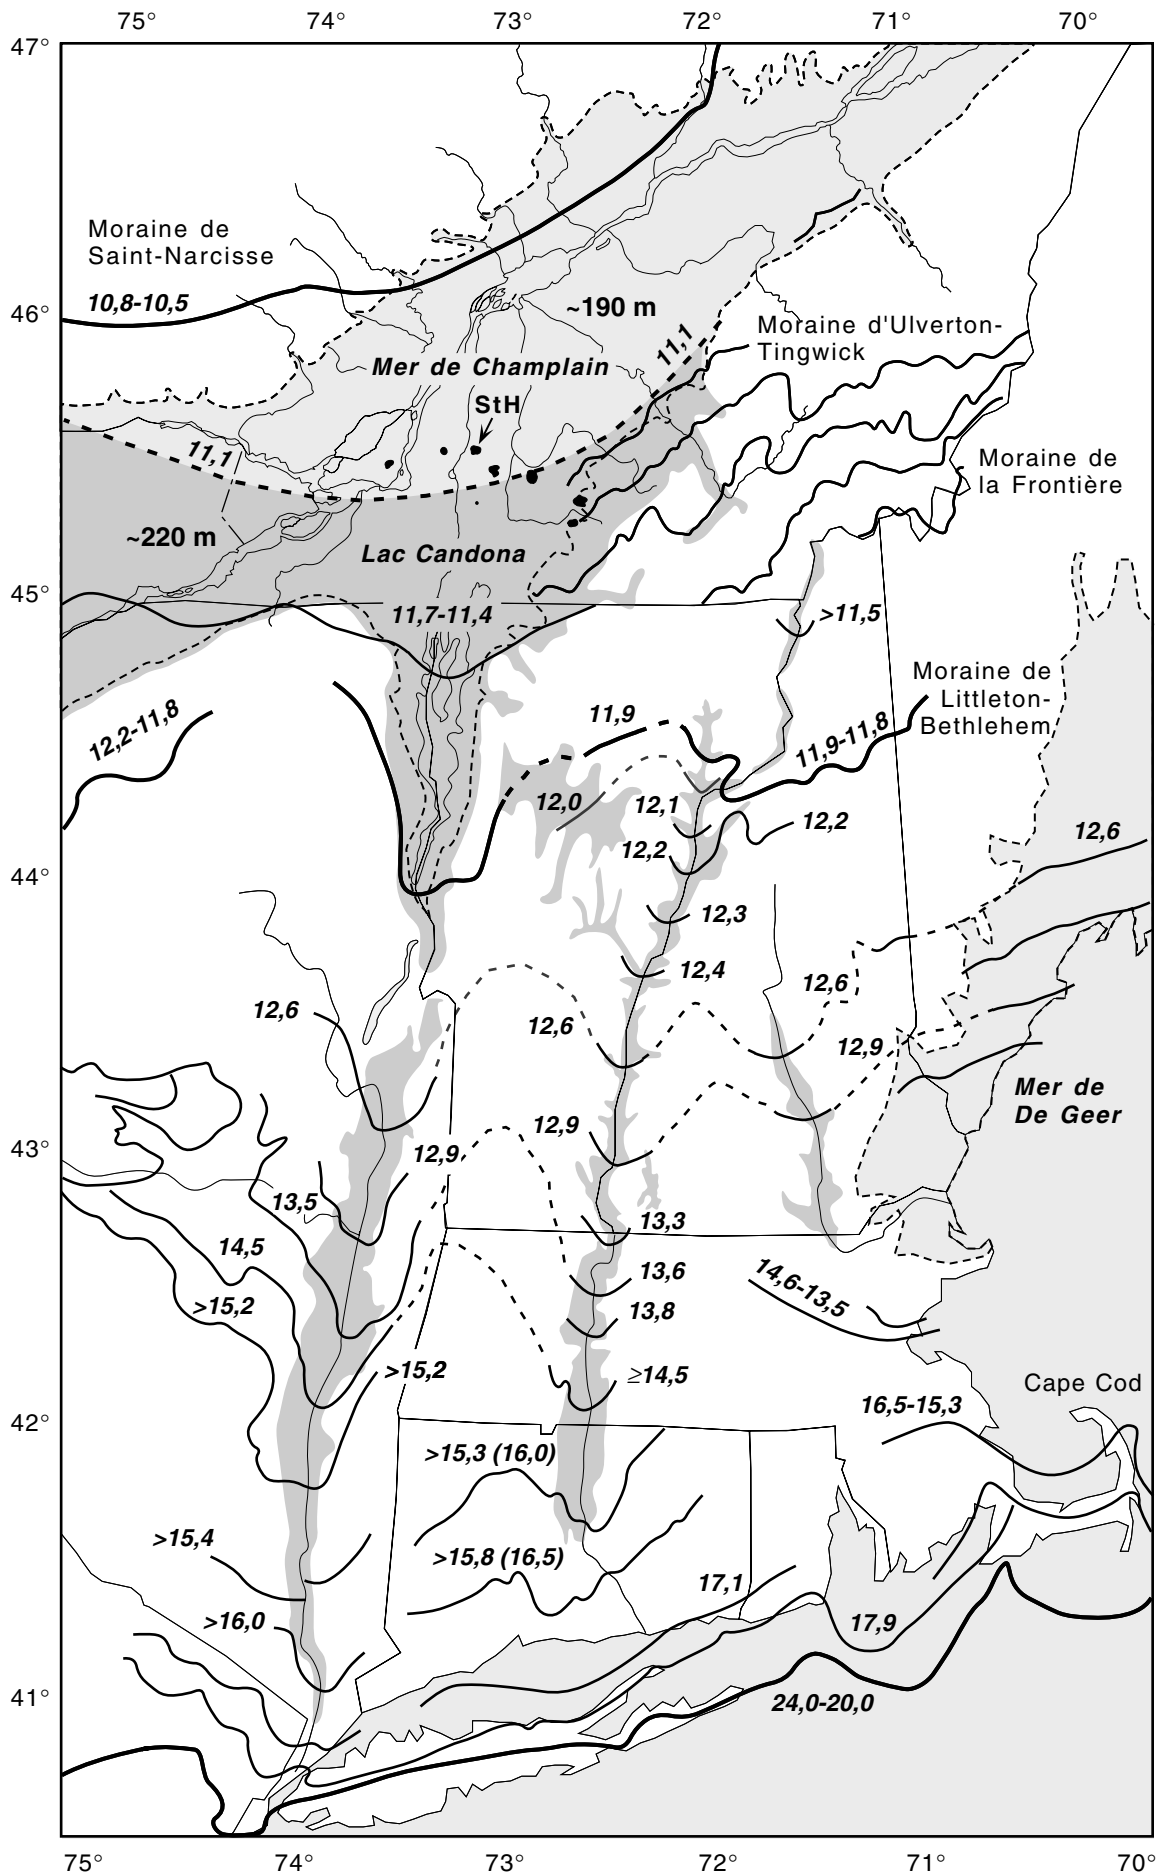 75° 74° 73° 72° 71° 70°
47°
Moraine de
Saint-Narcisse
10,8-10,5
46°
~190 m
Moraine d'Ulverton-
Tingwick
11,1
Mer de Champlain
StH
11,1
Moraine de
la Frontière
~220 m
Lac Candona
45°
11,7-11,4
>11,5
Moraine de
Littleton-
Bethlehem
12,2-11,8
11,9
11,9-11,8
12,0
12,1
12,2
12,2
12,6
44°
12,3
12,4
12,6
12,6
12,6
12,9
Mer de
De Geer
43°
12,9
12,9
13,5
13,3
14,5
13,6
14,6-13,5
>15,2
13,8
>15,2
≥14,5
Cape Cod
42°
16,5-15,3
>15,3 (16,0)
>15,4
>15,8 (16,5)
17,1
>16,0
17,9
41°
24,0-20,0
75° 74° 73° 72° 71° 70°